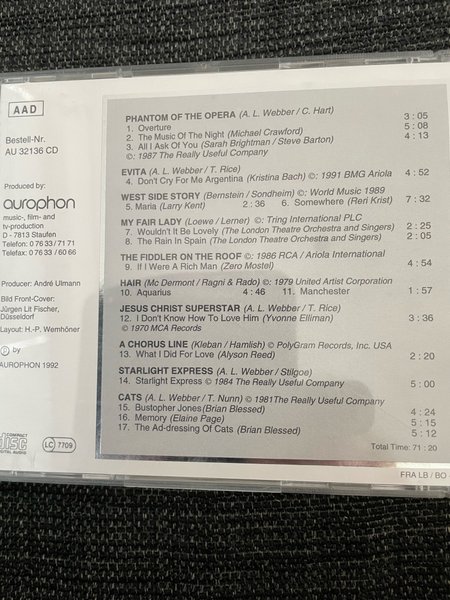 AAD
Bestell-Nr.
AU 32136 CD
Produced by:
aurophon
music-, film- and
tv-production
D - 7813 Staufen
Telefon: 0 76 33 / 71 71
Telefax: 0 76 33 / 60 66
Producer: André Ulmann
Bild Front-Cover:
Jürgen Lit Fischer,
Düsseldorf
Layout: H.-P. Wemhöner
℗ by
AUROPHON 1992
COMPACT
DISC
DIGITAL AUDIO
LC 7709
PHANTOM OF THE OPERA (A. L. Webber / C. Hart)
1. Overture 3 : 05
2. The Music Of The Night (Michael Crawford) 5 : 08
3. All I Ask Of You (Sarah Brightman / Steve Barton) 4 : 13
©: 1987 The Really Useful Company
EVITA (A. L. Webber / T. Rice)
4. Don't Cry For Me Argentina (Kristina Bach) ©: 1991 BMG Ariola 4 : 52
WEST SIDE STORY (Bernstein / Sondheim) ©: World Music 1989
5. Maria (Larry Kent) 2 : 36 6. Somewhere (Reri Krist) 7 : 32
MY FAIR LADY (Loewe / Lerner) ©: Tring International PLC
7. Wouldn't It Be Lovely (The London Theatre Orchestra and Singers) 2 : 25
8. The Rain In Spain (The London Theatre Orchestra and Singers) 2 : 05
THE FIDDLER ON THE ROOF ©: 1986 RCA / Ariola International
9. If I Were A Rich Man (Zero Mostel) 4 : 54
HAIR (Mc Dermont / Ragni & Rado) © 1979 United Artist Corporation
10. Aquarius 4 : 46 11. Manchester 1 : 57
JESUS CHRIST SUPERSTAR (A. L. Webber / T. Rice)
12. I Don't Know How To Love Him (Yvonne Elliman) 3 : 36
© 1970 MCA Records
A CHORUS LINE (Kleban / Hamlish) © PolyGram Records, Inc. USA
13. What I Did For Love (Alyson Reed) 2 : 20
STARLIGHT EXPRESS (A. L. Webber / Stilgoe)
14. Starlight Express © 1984 The Really Useful Company 5 : 00
CATS (A. L. Webber / T. Nunn) © 1981 The Really Useful Company
15. Bustopher Jones (Brian Blessed) 4 : 24
16. Memory (Elaine Page) 5 : 15
17. The Ad-dressing Of Cats (Brian Blessed) 5 : 12
Total Time: 71 : 20
FRA LB / BO